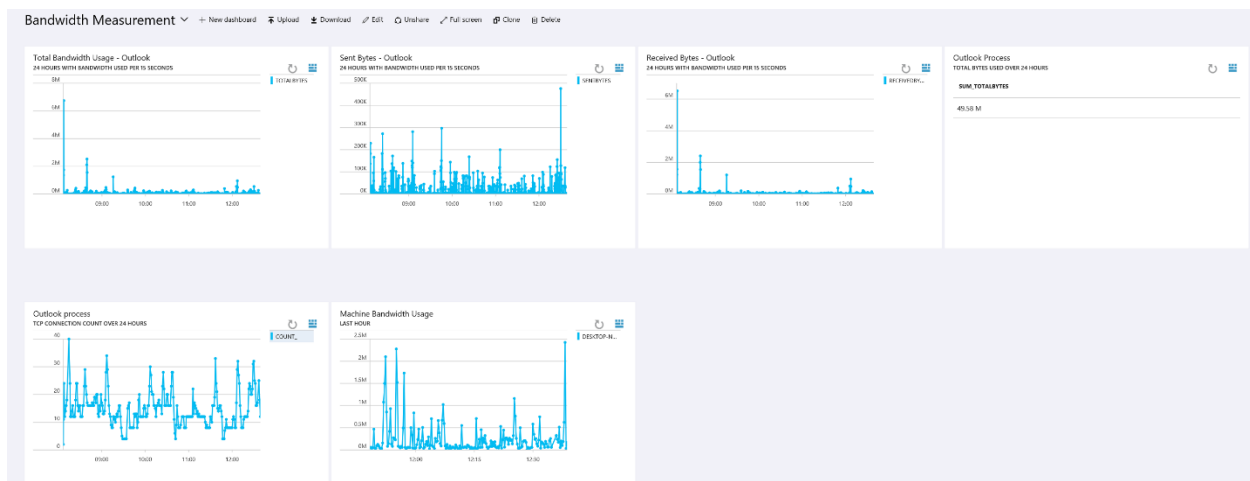 Bandwidth Measurement
New dashboard Upload Download Edit Unshare Full screen Clone Delete
Total Bandwidth Usage - Outlook
24 HOURS WITH BANDWIDTH USED PER 15 SECONDS
TOTALBYTES
8M
6M
4M
2M
0M
09:00 10:00 11:00 12:00
Sent Bytes - Outlook
24 HOURS WITH BANDWIDTH USED PER 15 SECONDS
SENTBYTES
500K
400K
300K
200K
100K
0K
09:00 10:00 11:00 12:00
Received Bytes - Outlook
24 HOURS WITH BANDWIDTH USED PER 15 SECONDS
RECEIVEDBY...
6M
4M
2M
0M
09:00 10:00 11:00 12:00
Outlook Process
TOTAL BYTES USED OVER 24 HOURS
SUM_TOTALBYTES
49.58 M
Outlook process
TCP CONNECTION COUNT OVER 24 HOURS
COUNT_
40
30
20
10
0
09:00 10:00 11:00 12:00
Machine Bandwidth Usage
LAST HOUR
DESKTOP-N...
2.5M
2M
1.5M
1M
0.5M
0M
12:00 12:15 12:30